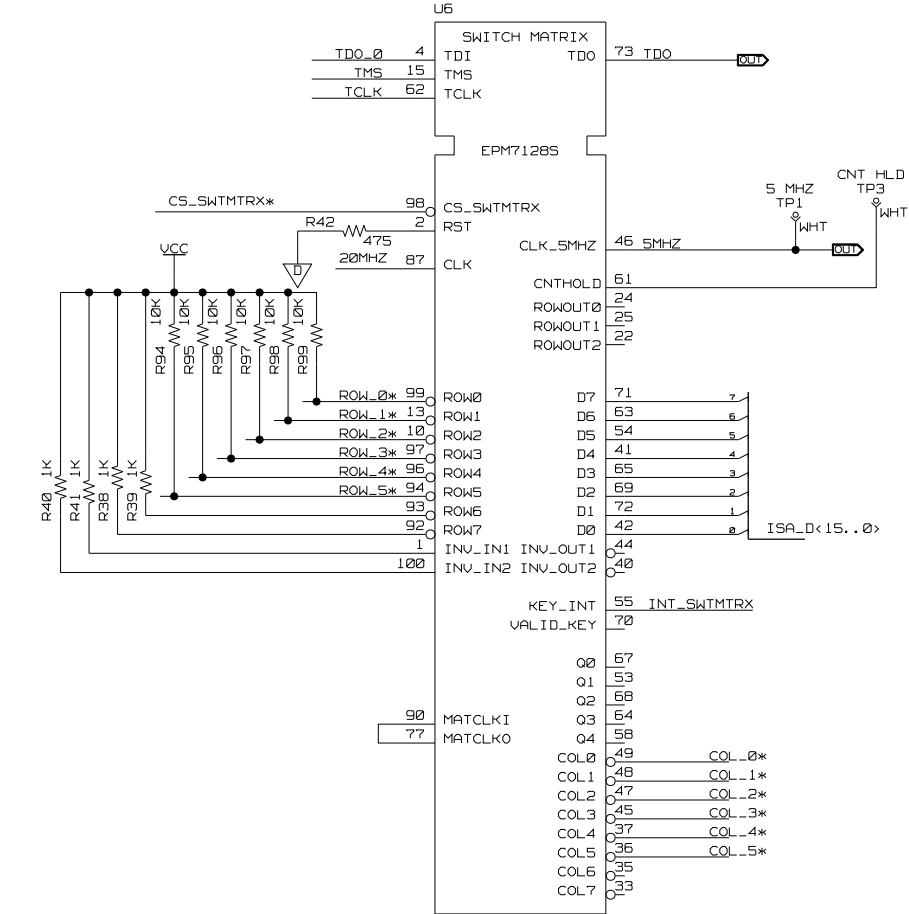 U6
SWITCH MATRIX
TDO_0 4 TDI TDO 73 TDO OUT
TMS 15 TMS
TCLK 62 TCLK
EPM7128S
CNT HLD
5 MHZ TP3
TP1 WHT
WHT
CS_SWTMTRX* 98 CS_SWTMTRX
R42 2 RST
475
CLK_5MHZ 46 5MHZ OUT
VCC
20MHZ 87 CLK
D
CNTHOLD 61
ROWOUT0 24
ROWOUT1 25
ROWOUT2 22
10K 10K 10K 10K 10K 10K
R94 R95 R96 R97 R98 R99
ROW_0* 99 ROW0 D7 71 7
ROW_1* 13 ROW1 D6 63 6
ROW_2* 10 ROW2 D5 54 5
ROW_3* 97 ROW3 D4 41 4
ROW_4* 96 ROW4 D3 65 3
ROW_5* 94 ROW5 D2 69 2
1K 1K 1K 1K
R40 R41 R38 R39
93 ROW6 D1 72 1
92 ROW7 D0 42 0 ISA_D<15..0>
1 INV_IN1 INV_OUT1 44
100 INV_IN2 INV_OUT2 40
KEY_INT 55 INT_SWTMTRX
VALID_KEY 70
Q0 67
Q1 53
Q2 68
90 MATCLKI Q3 64
77 MATCLKO Q4 58
COL0 49 COL_0*
COL1 48 COL_1*
COL2 47 COL_2*
COL3 45 COL_3*
COL4 37 COL_4*
COL5 36 COL_5*
COL6 35
COL7 33